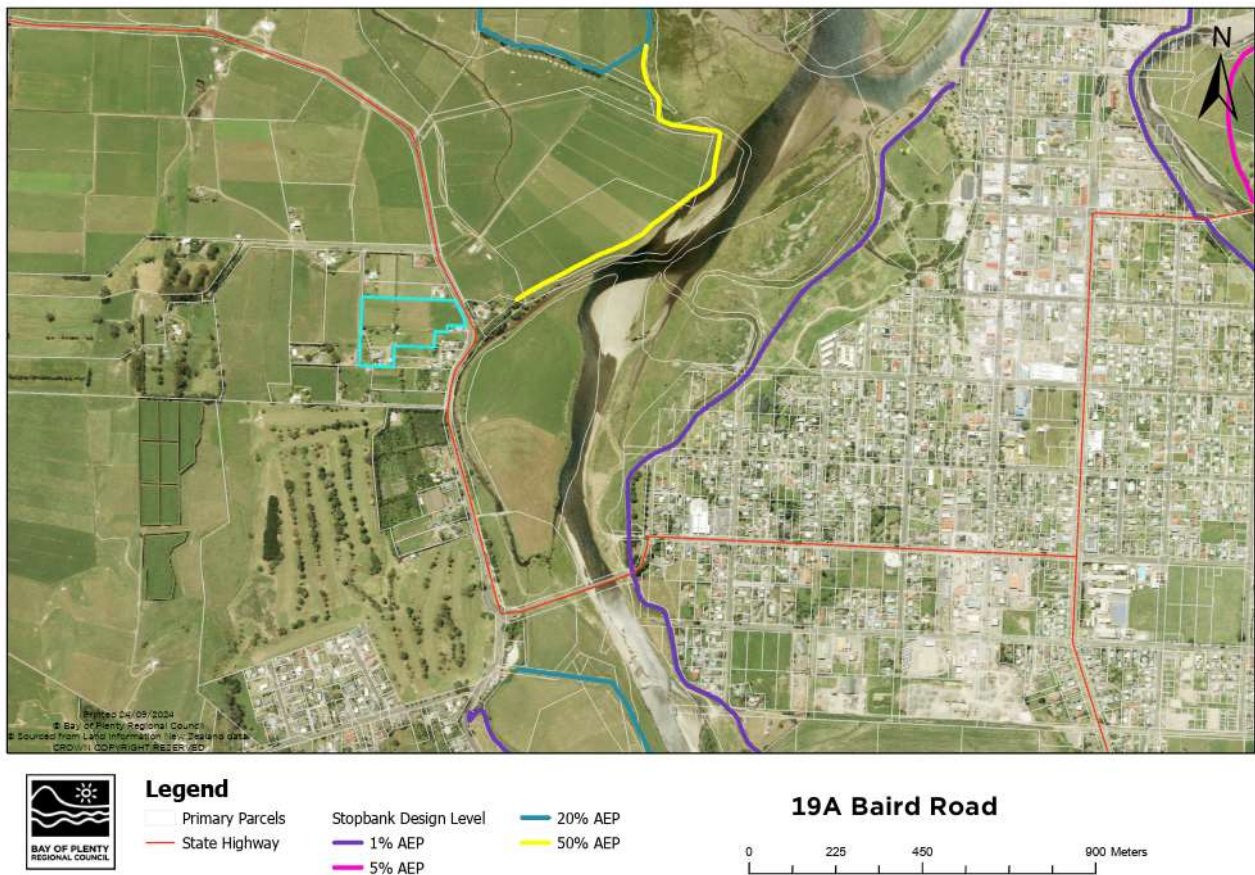 N
Printed 24/09/2024
© Bay of Plenty Regional Council
© Sourced from Land Information New Zealand data.
CROWN COPYRIGHT RESERVED
BAY OF PLENTY
REGIONAL COUNCIL
Legend
Primary Parcels
State Highway
Stopbank Design Level
1% AEP
5% AEP
20% AEP
50% AEP
19A Baird Road
0 225 450 900 Meters